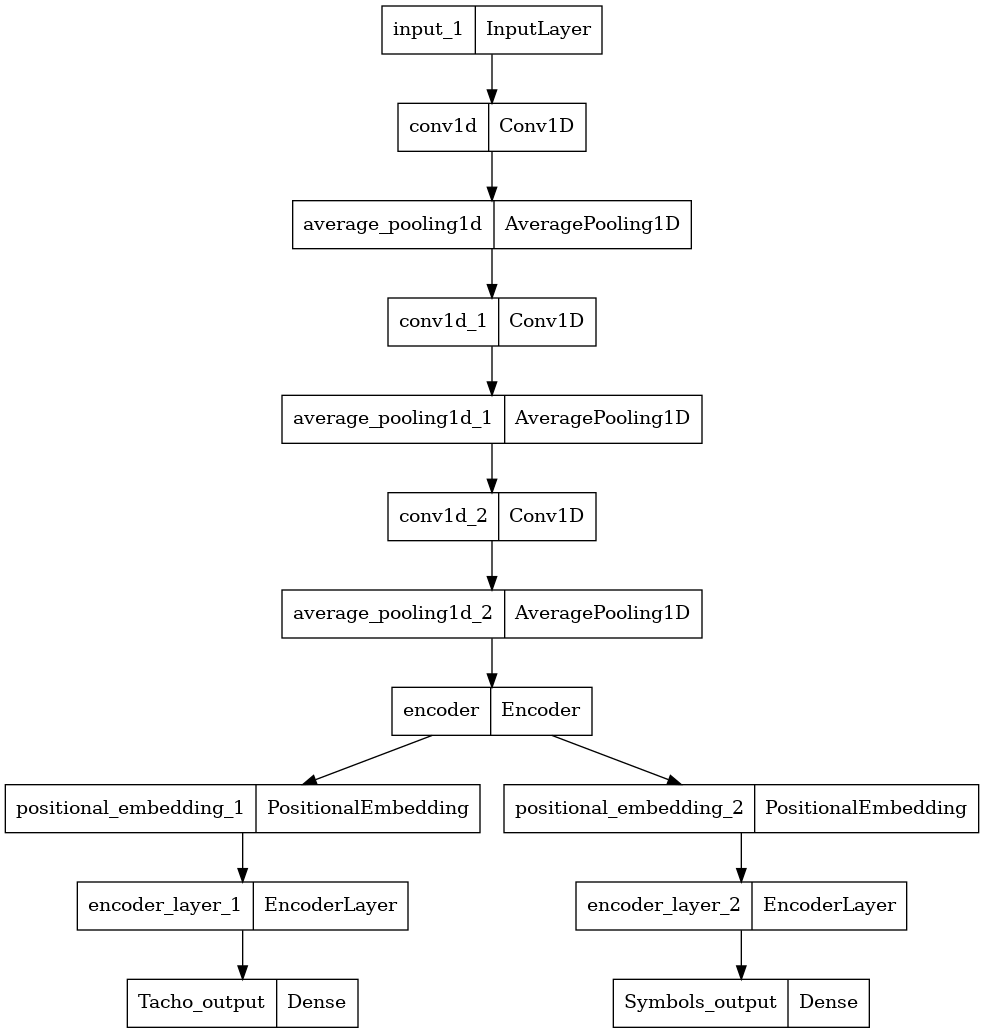 input_1 InputLayer
conv1d Conv1D
average_pooling1d AveragePooling1D
conv1d_1 Conv1D
average_pooling1d_1 AveragePooling1D
conv1d_2 Conv1D
average_pooling1d_2 AveragePooling1D
encoder Encoder
positional_embedding_1 PositionalEmbedding positional_embedding_2 PositionalEmbedding
encoder_layer_1 EncoderLayer encoder_layer_2 EncoderLayer
Tacho_output Dense Symbols_output Dense